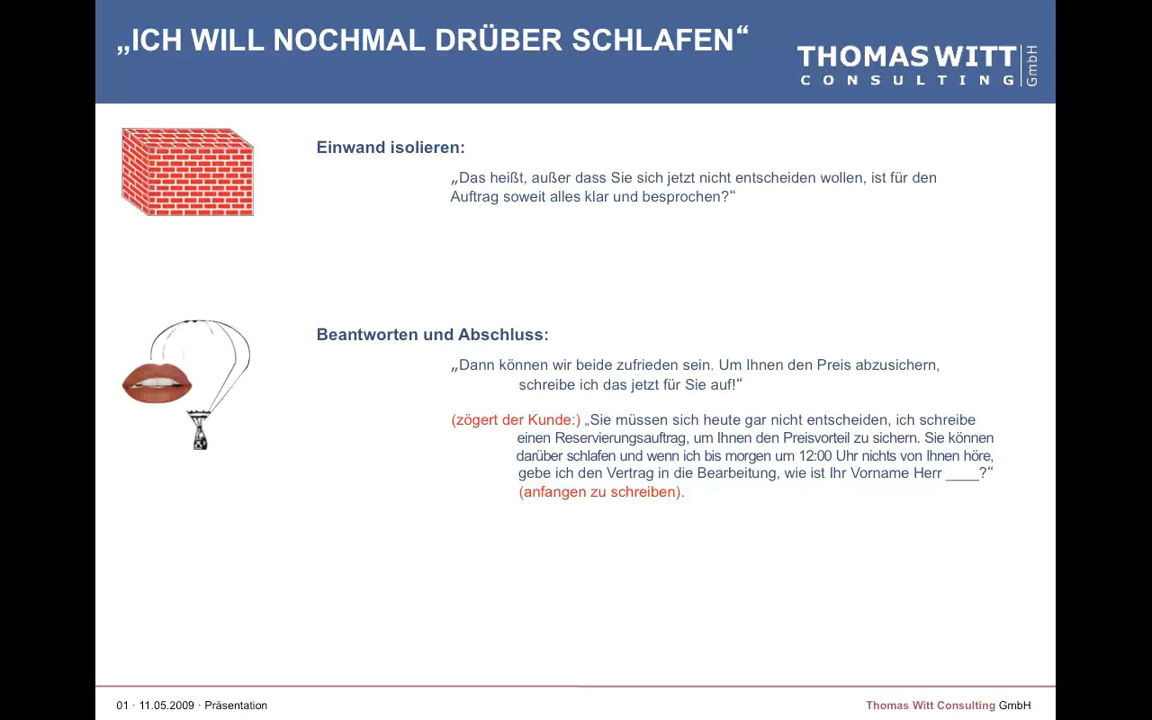 „ICH WILL NOCHMAL DRÜBER SCHLAFEN“
THOMAS WITT
CONSULTING
GmbH
Einwand isolieren:
„Das heißt, außer dass Sie sich jetzt nicht entscheiden wollen, ist für den
Auftrag soweit alles klar und besprochen?“
Beantworten und Abschluss:
„Dann können wir beide zufrieden sein. Um Ihnen den Preis abzusichern,
schreibe ich das jetzt für Sie auf!“
(zögert der Kunde:) „Sie müssen sich heute gar nicht entscheiden, ich schreibe
einen Reservierungsauftrag, um Ihnen den Preisvorteil zu sichern. Sie können
darüber schlafen und wenn ich bis morgen um 12:00 Uhr nichts von Ihnen höre,
gebe ich den Vertrag in die Bearbeitung, wie ist Ihr Vorname Herr ____?“
(anfangen zu schreiben).
01 · 11.05.2009 · Präsentation
Thomas Witt Consulting GmbH